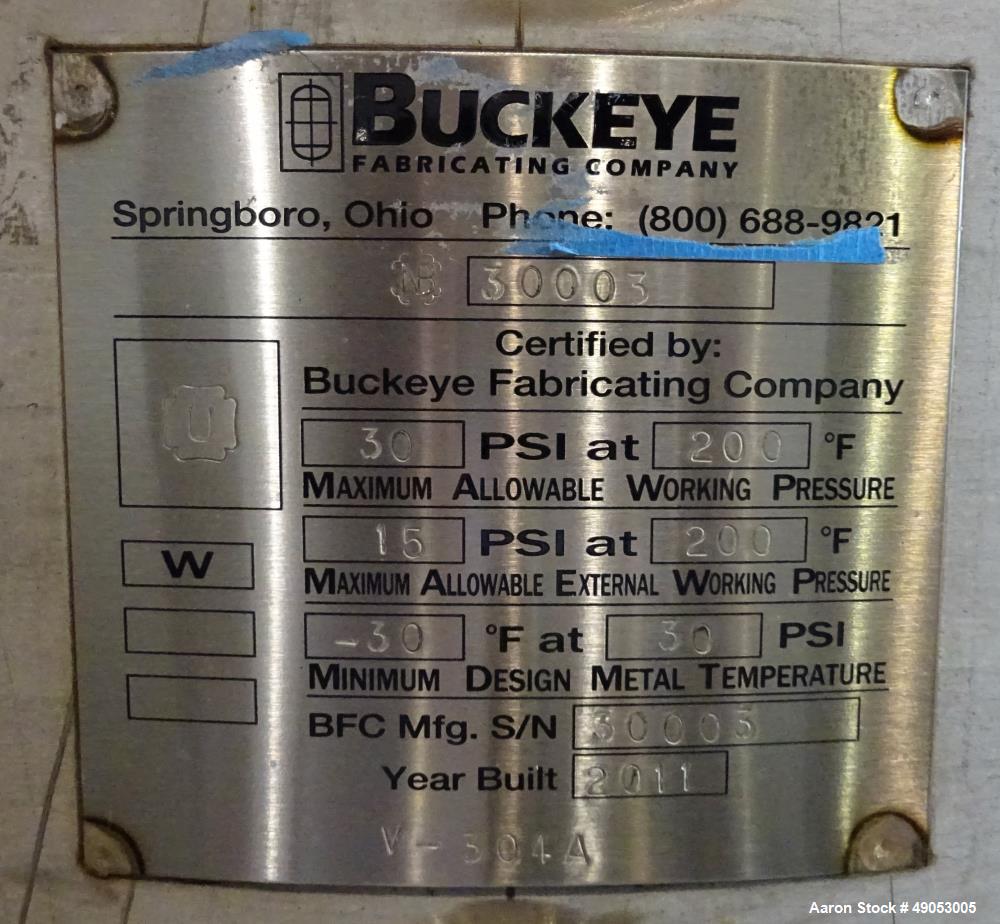 BUCKEYE
FABRICATING COMPANY
Springboro, Ohio Phone: (800) 688-9821
NB 30003
Certified by:
Buckeye Fabricating Company
U
30 PSI at 200 °F
MAXIMUM ALLOWABLE WORKING PRESSURE
15 PSI at 200 °F
W
MAXIMUM ALLOWABLE EXTERNAL WORKING PRESSURE
-30 °F at 30 PSI
MINIMUM DESIGN METAL TEMPERATURE
BFC Mfg. S/N 30003
Year Built 2011
V-304A
Aaron Stock # 49053005